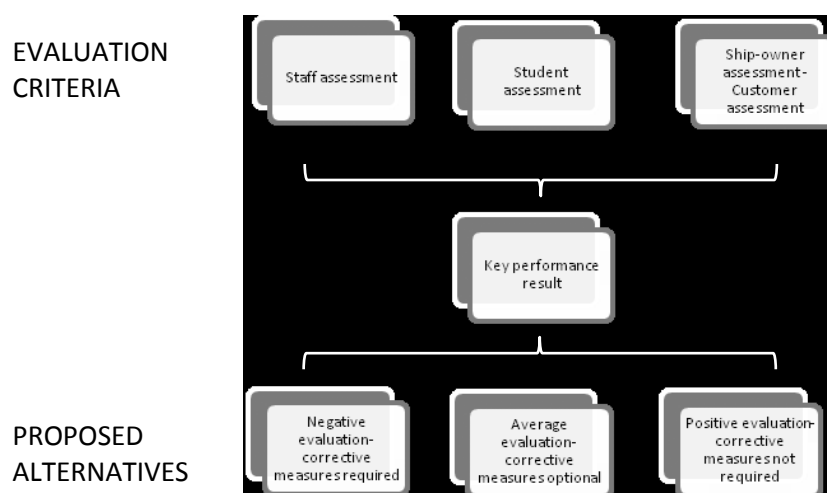 EVALUATION
CRITERIA
Staff assessment
Student
assessment
Ship-owner
assessment-
Customer
assessment
Key performance
result
PROPOSED
ALTERNATIVES
Negative
evaluation-
corrective
measures required
Average
evaluation-
corrective
measures optional
Positive evaluation-
corrective
measures not
required